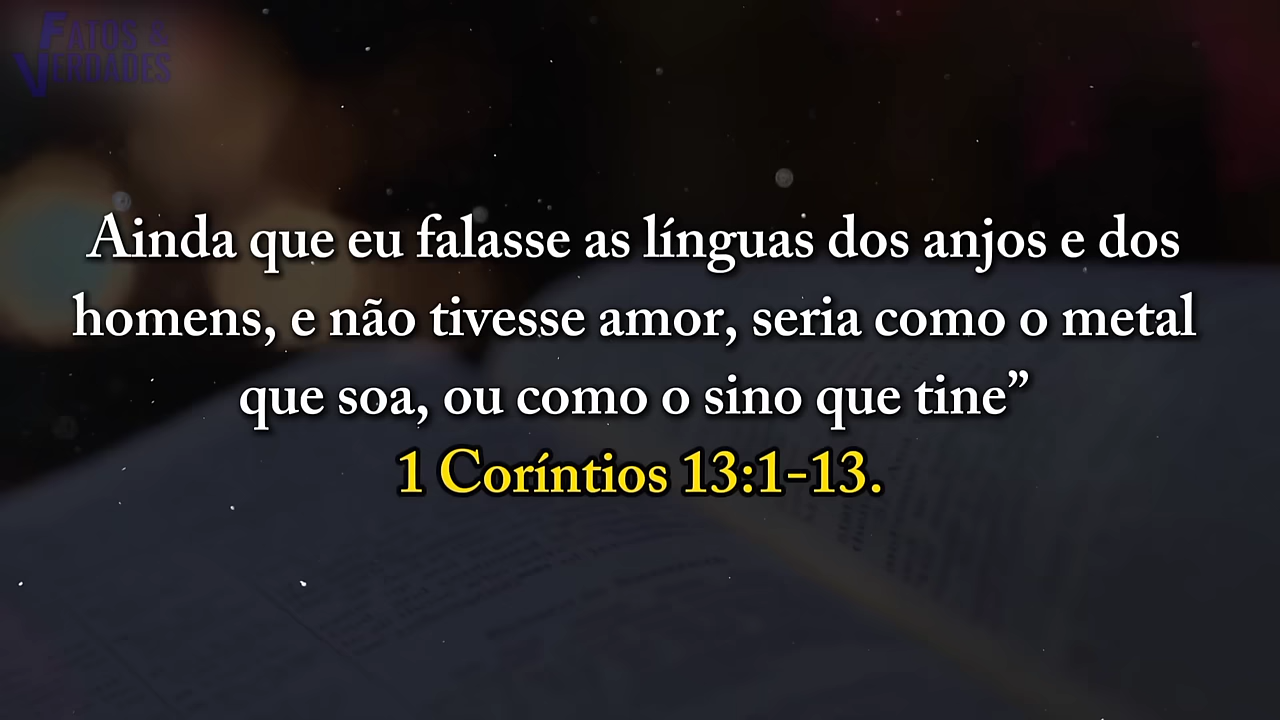 FATOS &
VERDADES
Ainda que eu falasse as línguas dos anjos e dos
homens, e não tivesse amor, seria como o metal
que soa, ou como o sino que tine”
1 Coríntios 13:1-13.